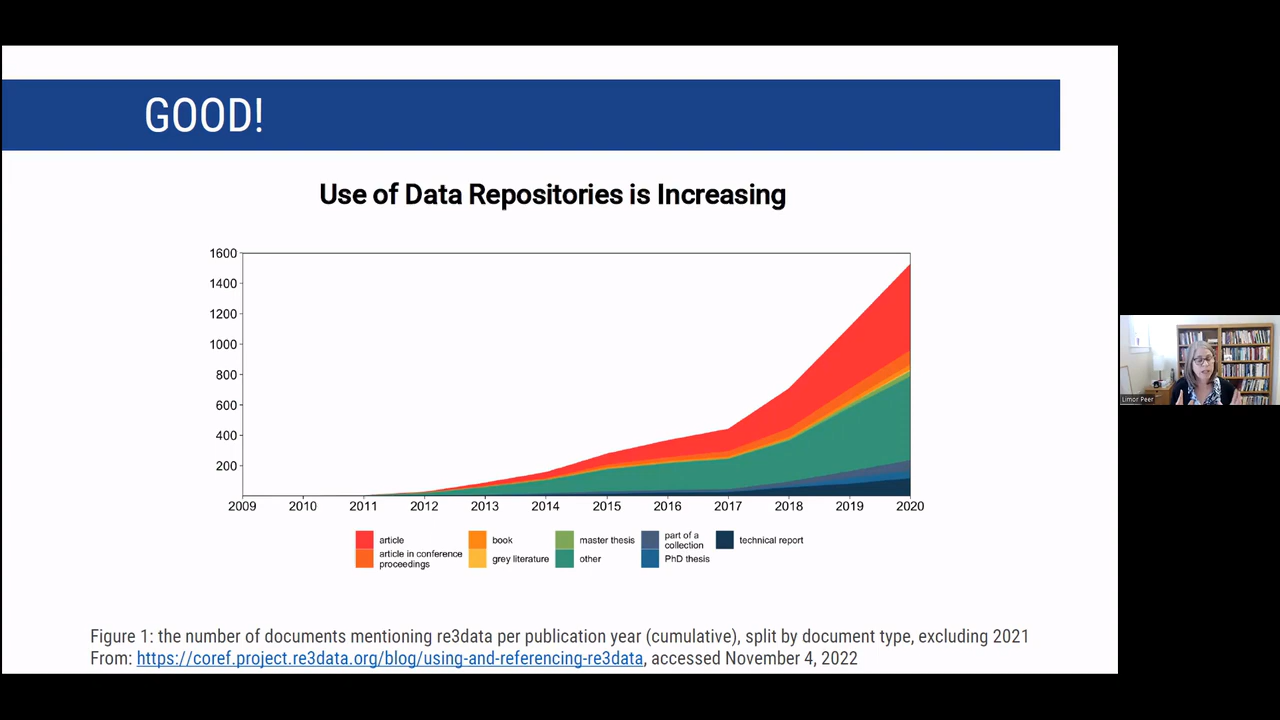 GOOD!
Use of Data Repositories is Increasing
1600
1400
1200
1000
800
600
400
200
2009 2010 2011 2012 2013 2014 2015 2016 2017 2018 2019 2020
article
article in conference
proceedings
book
grey literature
master thesis
other
part of a
collection
PhD thesis
technical report
Figure 1: the number of documents mentioning re3data per publication year (cumulative), split by document type, excluding 2021
From: https://coref.project.re3data.org/blog/using-and-referencing-re3data, accessed November 4, 2022
Limor Peer